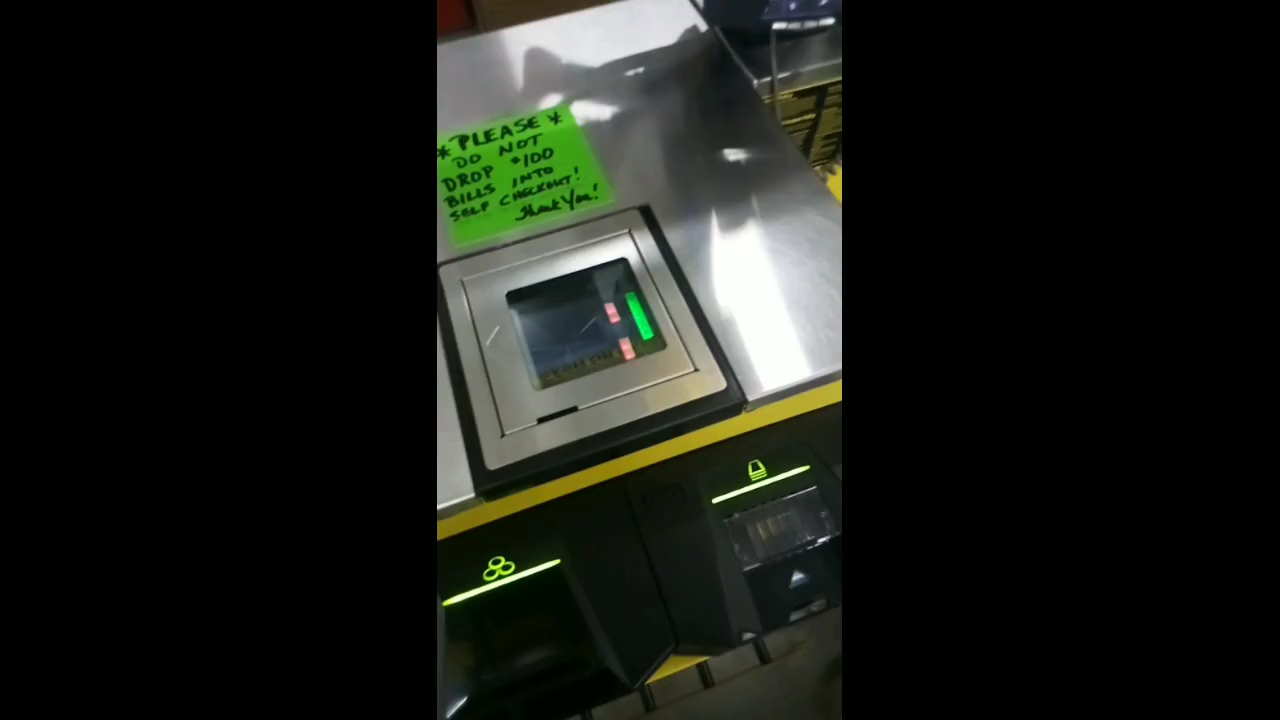 * PLEASE *
DO NOT
DROP $100
BILLS INTO
SELF CHECKOUT!
Thank You!